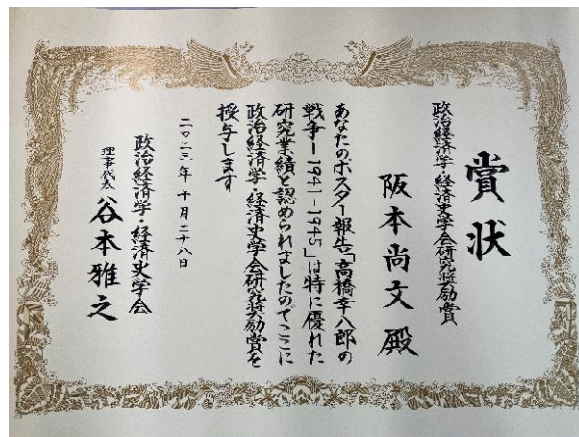 賞状
政治経済学・経済史学会研究奨励賞
阪本尚文殿
あなたのポスター報告「高橋幸八郎の
戦争ー1941-1945」は特に優れた
研究業績と認められましたのでここに
政治経済学・経済史学会研究奨励賞を
授与します
二〇二三年十月二十八日
政治経済学・経済史学会
理事代表 谷本雅之